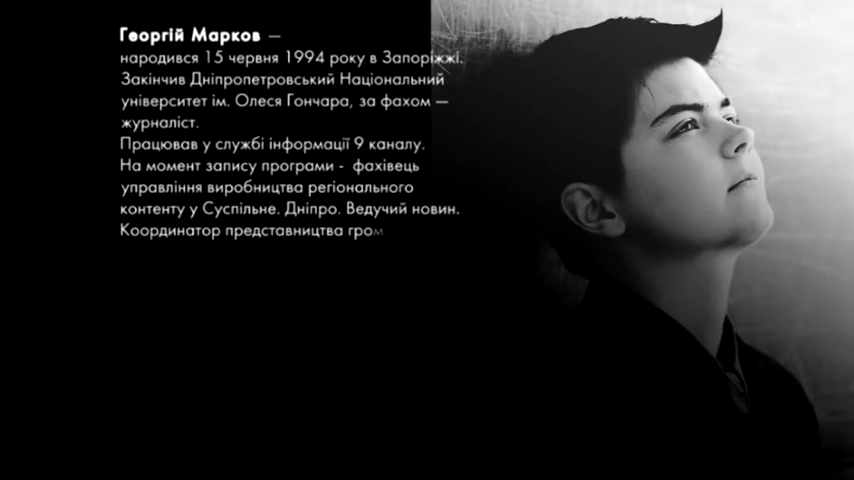 Георгій Марков —
народився 15 червня 1994 року в Запоріжжі.
Закінчив Дніпропетровський Національний
університет ім. Олеся Гончара, за фахом —
журналіст.
Працював у службі інформації 9 каналу.
На момент запису програми - фахівець
управління виробництва регіонального
контенту у Суспільне. Дніпро. Ведучий новин.
Координатор представництва гром